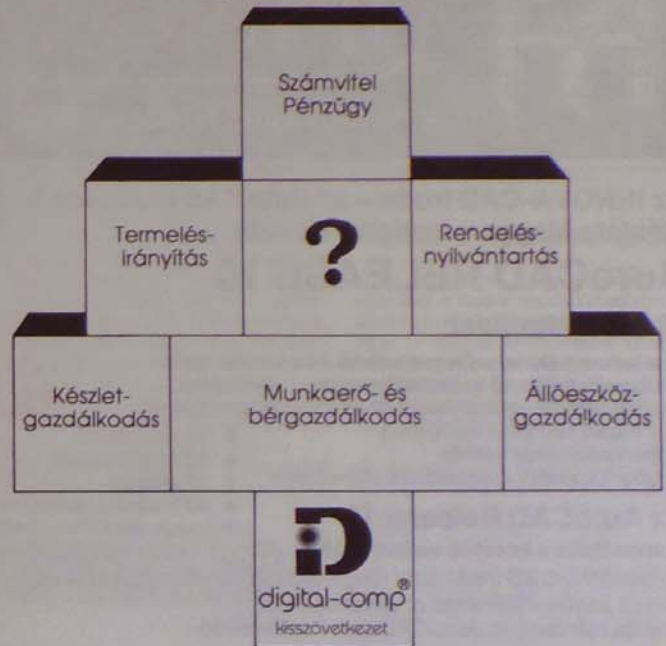 Számvitel
Pénzügy
Termelés-
irányítás
?
Rendelés-
nyilvántartás
Készlet-
gazdálkodás
Munkaerő- és
bérgazdálkodás
Állóeszköz-
gazdálkodás
iD
digital-comp®
kisszövetkezet